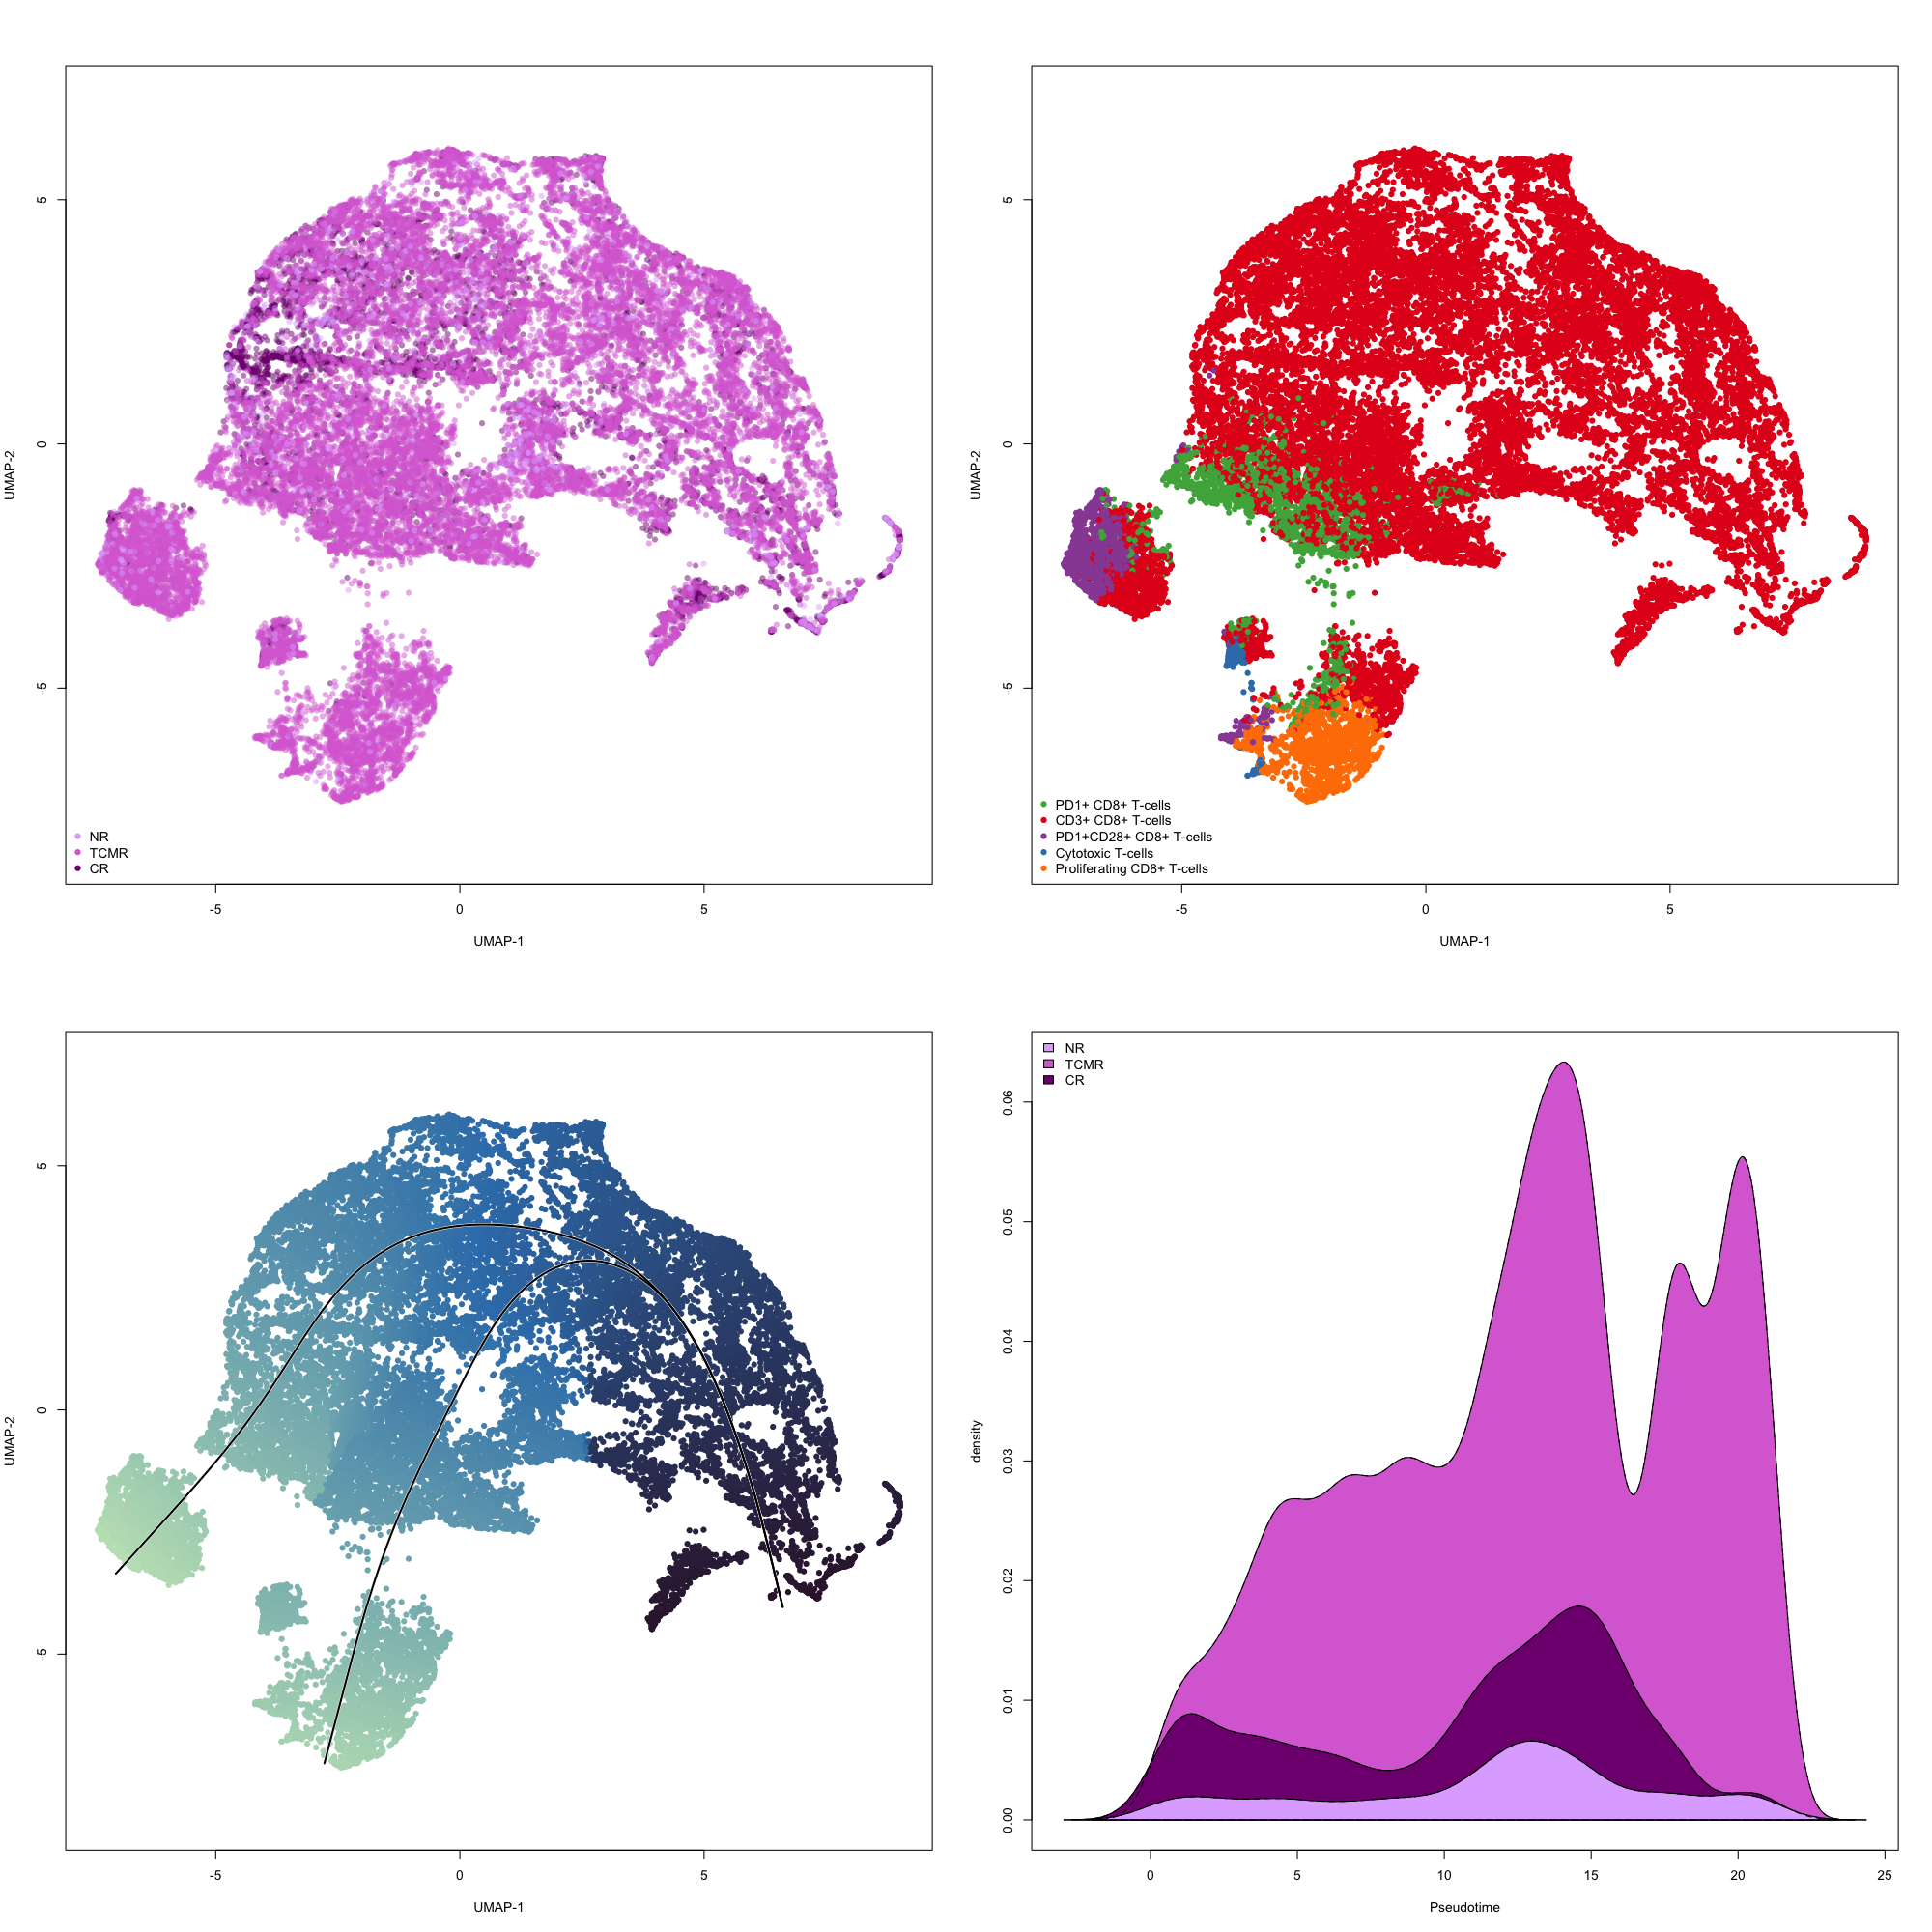 5
0
-5
UMAP-2
NR
TCMR
CR
-5 0 5
UMAP-1
5
0
-5
UMAP-2
PD1+ CD8+ T-cells
CD3+ CD8+ T-cells
PD1+CD28+ CD8+ T-cells
Cytotoxic T-cells
Proliferating CD8+ T-cells
-5 0 5
UMAP-1
5
0
-5
UMAP-2
-5 0 5
UMAP-1
NR
TCMR
CR
0.06
0.05
0.04
0.03
0.02
0.01
0.00
density
0 5 10 15 20 25
Pseudotime